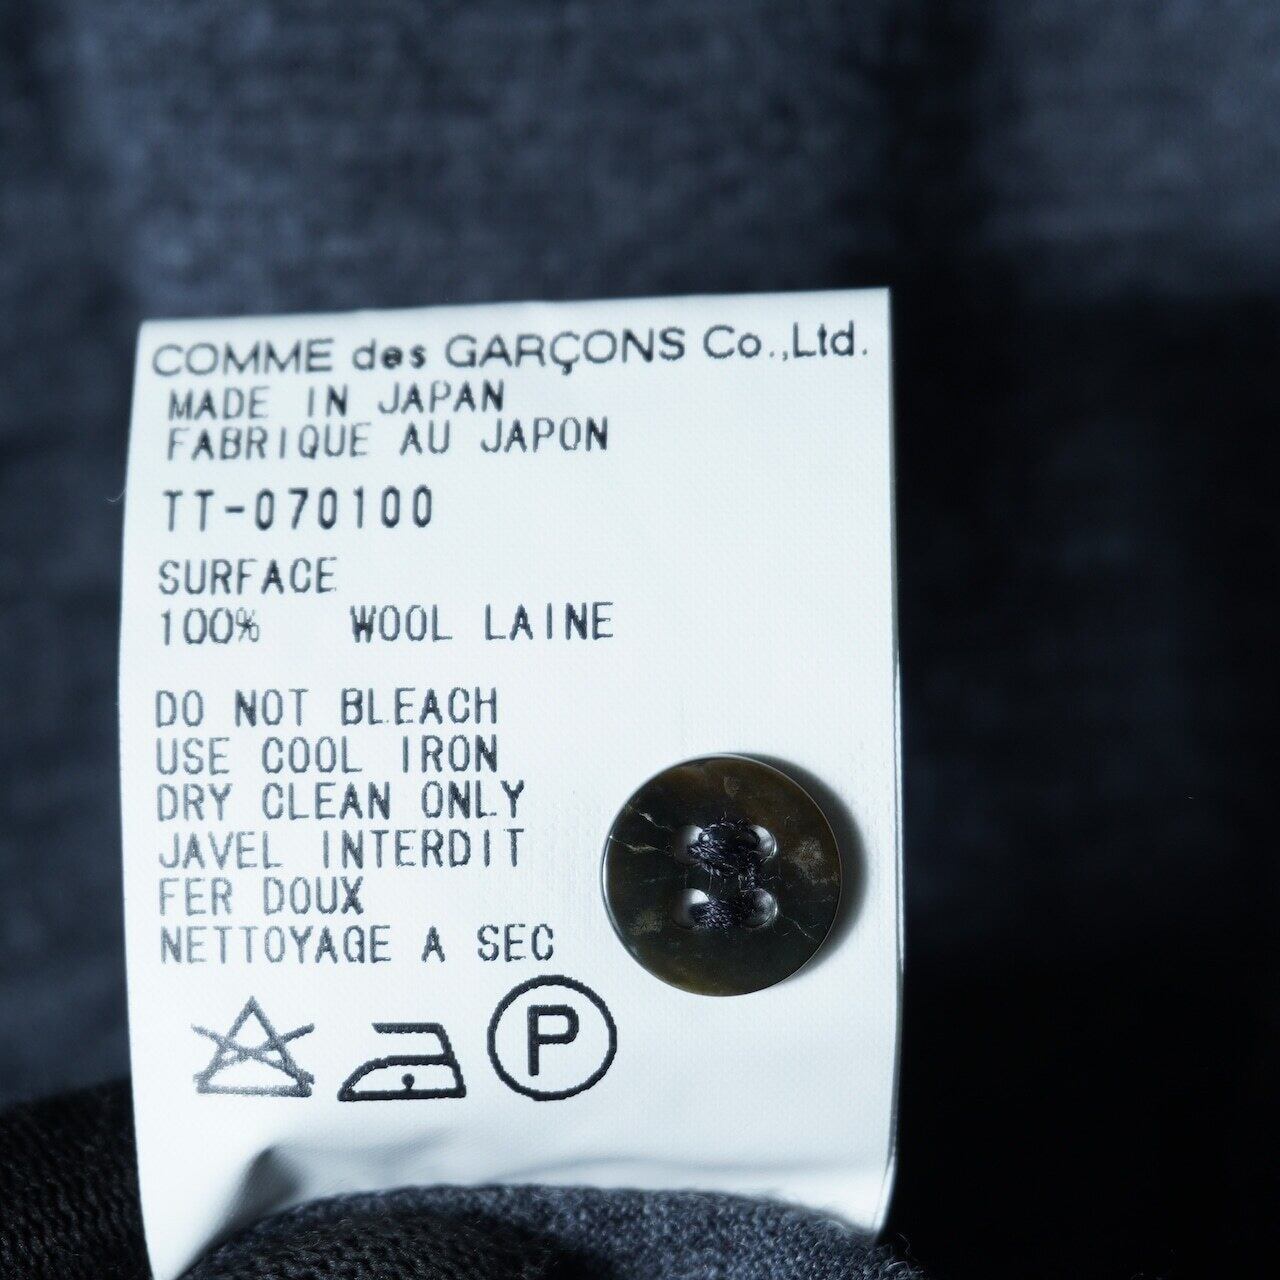 COMME des GARÇONS Co.,Ltd.
MADE IN JAPAN
FABRIQUE AU JAPON
TT-070100
SURFACE
100% WOOL LAINE
DO NOT BLEACH
USE COOL IRON
DRY CLEAN ONLY
JAVEL INTERDIT
FER DOUX
NETTOYAGE A SEC
P